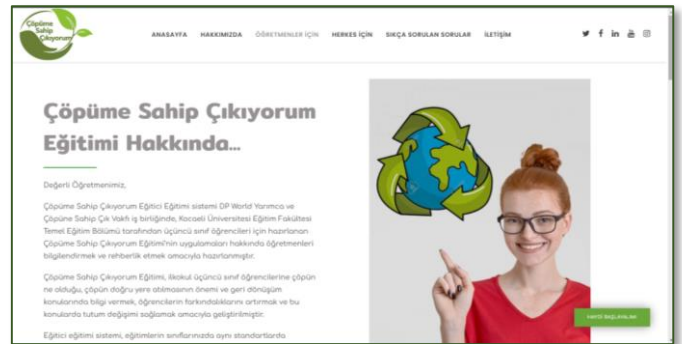 Çöpüme
Sahip
Çıkıyorum
ANASAYFA HAKKIMIZDA ÖĞRETMENLER İÇİN HERKES İÇİN SIKÇA SORULAN SORULAR İLETİŞİM
Çöpüme Sahip Çıkıyorum
Eğitimi Hakkında...
Değerli Öğretmenimiz,
Çöpüme Sahip Çıkıyorum Eğitici Eğitimi sistemi DP World Yarımca ve
Çöpüne Sahip Çık Vakfı iş birliğinde, Kocaeli Üniversitesi Eğitim Fakültesi
Temel Eğitim Bölümü tarafından üçüncü sınıf öğrencileri için hazırlanan
Çöpüme Sahip Çıkıyorum Eğitimi'nin uygulamaları hakkında öğretmenleri
bilgilendirmek ve rehberlik etmek amacıyla hazırlanmıştır.
Çöpüme Sahip Çıkıyorum Eğitimi, ilkokul üçüncü sınıf öğrencilerine çöpün
ne olduğu, çöpün doğru yere atılmasının önemi ve geri dönüşüm
konularında bilgi vermek, öğrencilerin farkındalıklarını artırmak ve bu
konularda tutum değişimi sağlamak amacıyla geliştirilmiştir.
Eğitici eğitimi sistemi, eğitimlerin sınıflarınızda aynı standartlarda
HAYDİ BAŞLAYALIM!